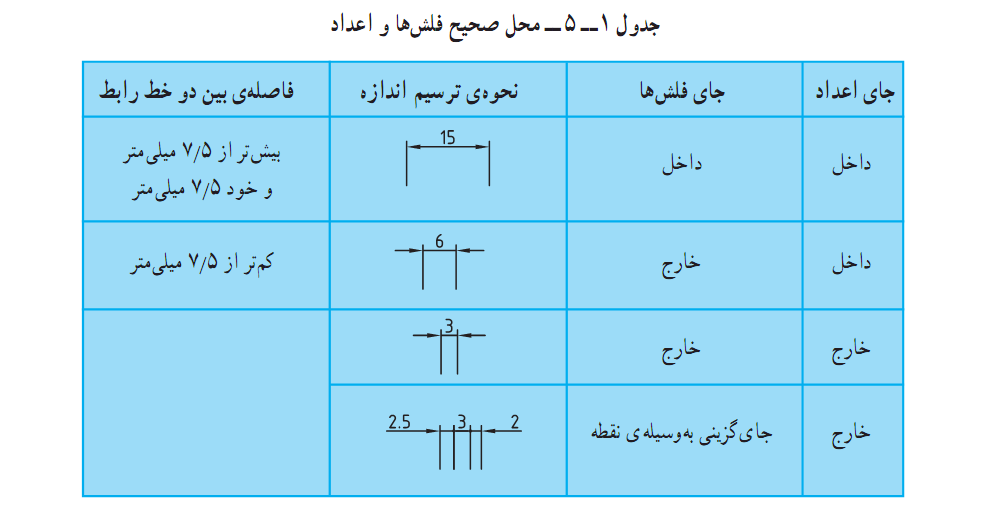 جدول ۱ــ ۵ــ محل صحیح فلش‌ها و اعداد
جای اعداد	جای فلش‌ها	نحوه‌ی ترسیم اندازه	فاصله‌ی بین دو خط رابط
داخل	داخل	15	بیش‌تر از ۷/۵ میلی‌متر
و خود ۷/۵ میلی‌متر
داخل	خارج	6	کم‌تر از ۷/۵ میلی‌متر
خارج	خارج	3
خارج	جای‌گزینی به‌وسیله‌ی نقطه	2.5 3 2